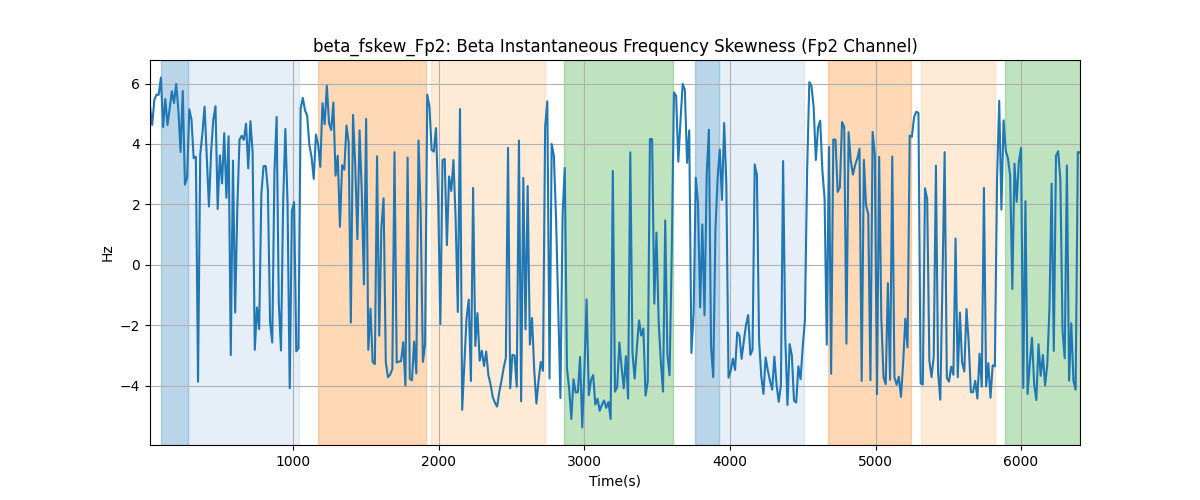 beta_fskew_Fp2: Beta Instantaneous Frequency Skewness (Fp2 Channel)
6
4
2
0
−2
−4
Hz
1000 2000 3000 4000 5000 6000
Time(s)